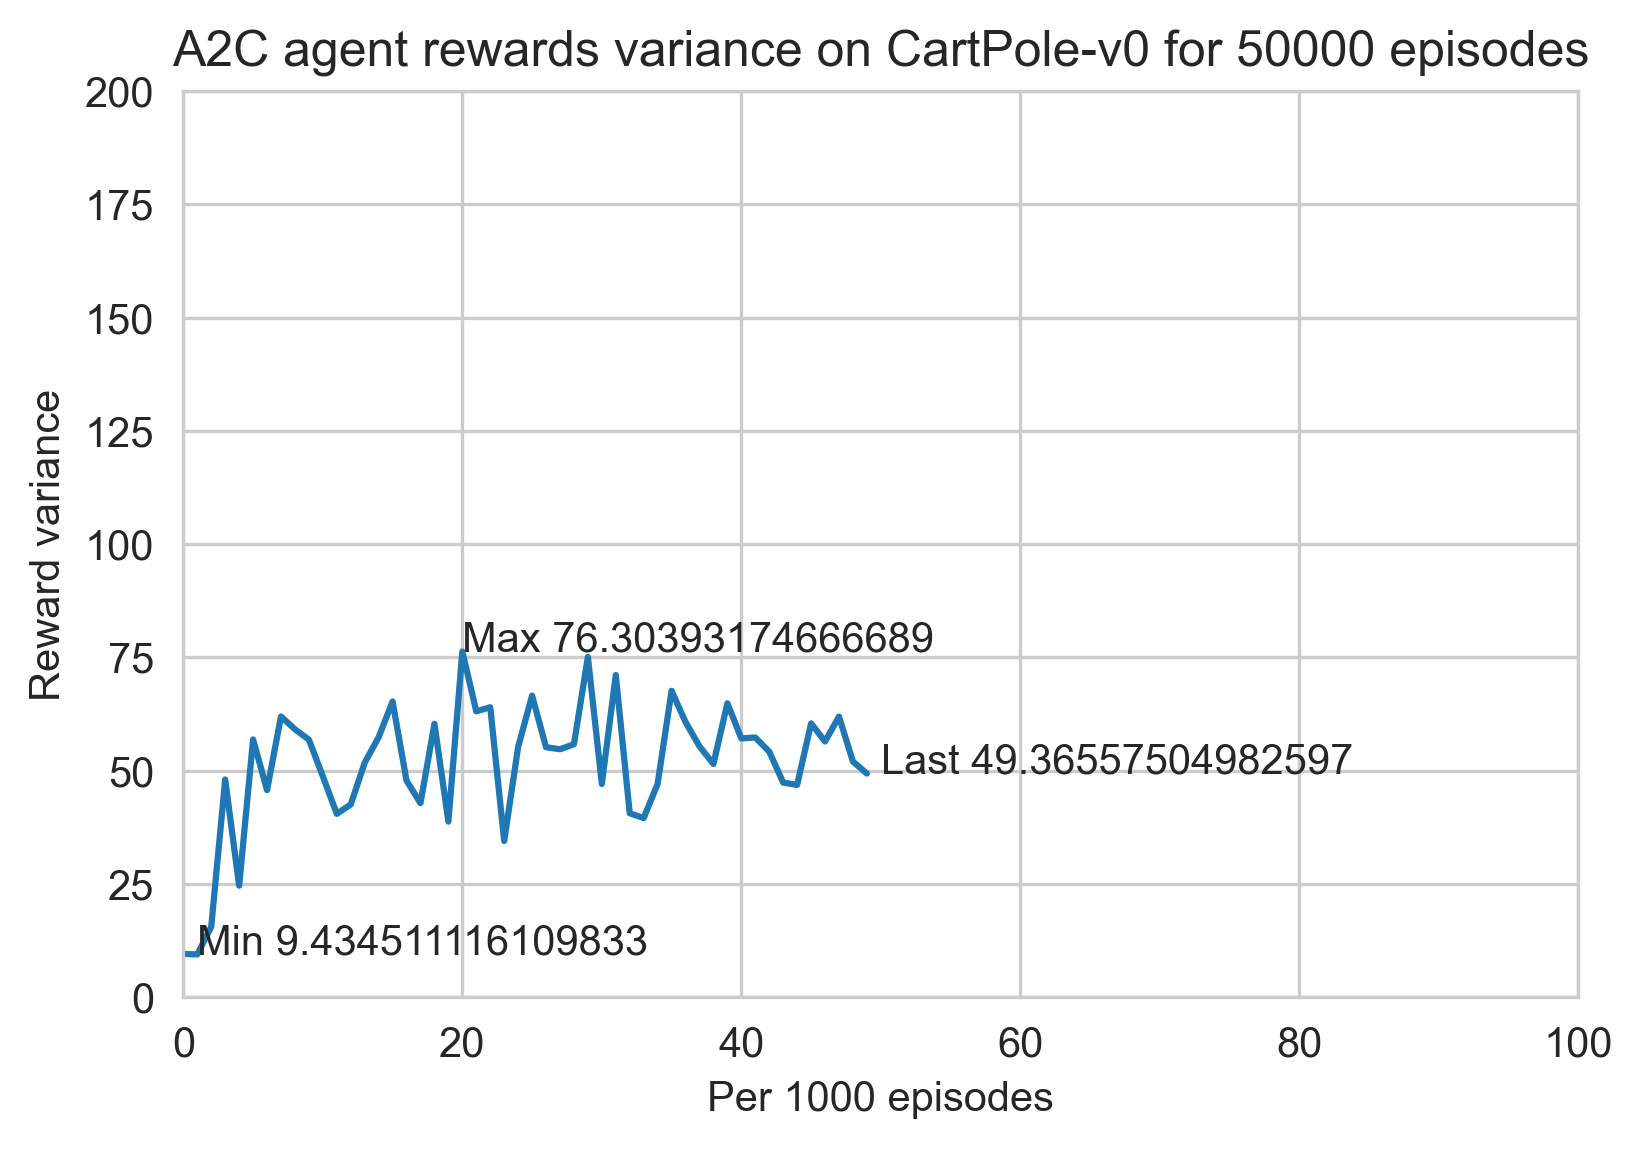 A2C agent rewards variance on CartPole-v0 for 50000 episodes
200
175
150
125
100
75
50
25
0
Reward variance
Max 76.30393174666689
Last 49.36557504982597
Min 9.434511116109833
0 20 40 60 80 100
Per 1000 episodes